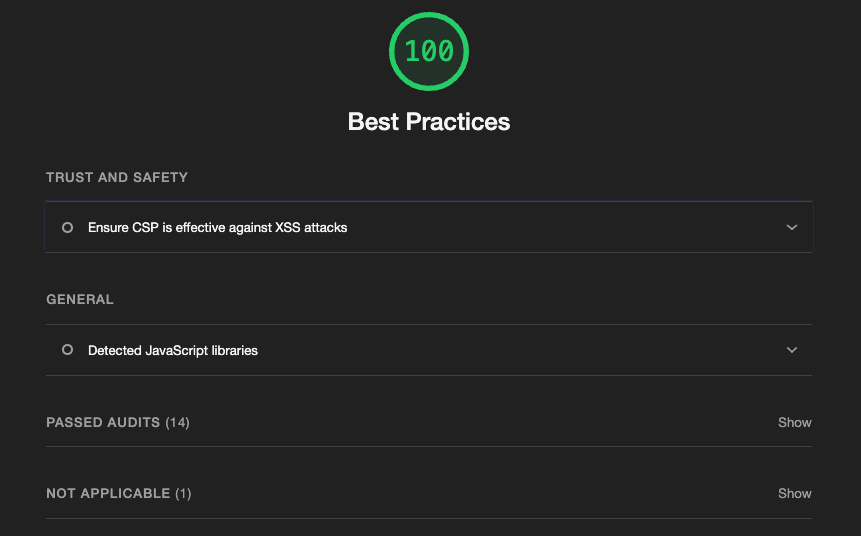 100
Best Practices
TRUST AND SAFETY
Ensure CSP is effective against XSS attacks
GENERAL
Detected JavaScript libraries
PASSED AUDITS (14) Show
NOT APPLICABLE (1) Show